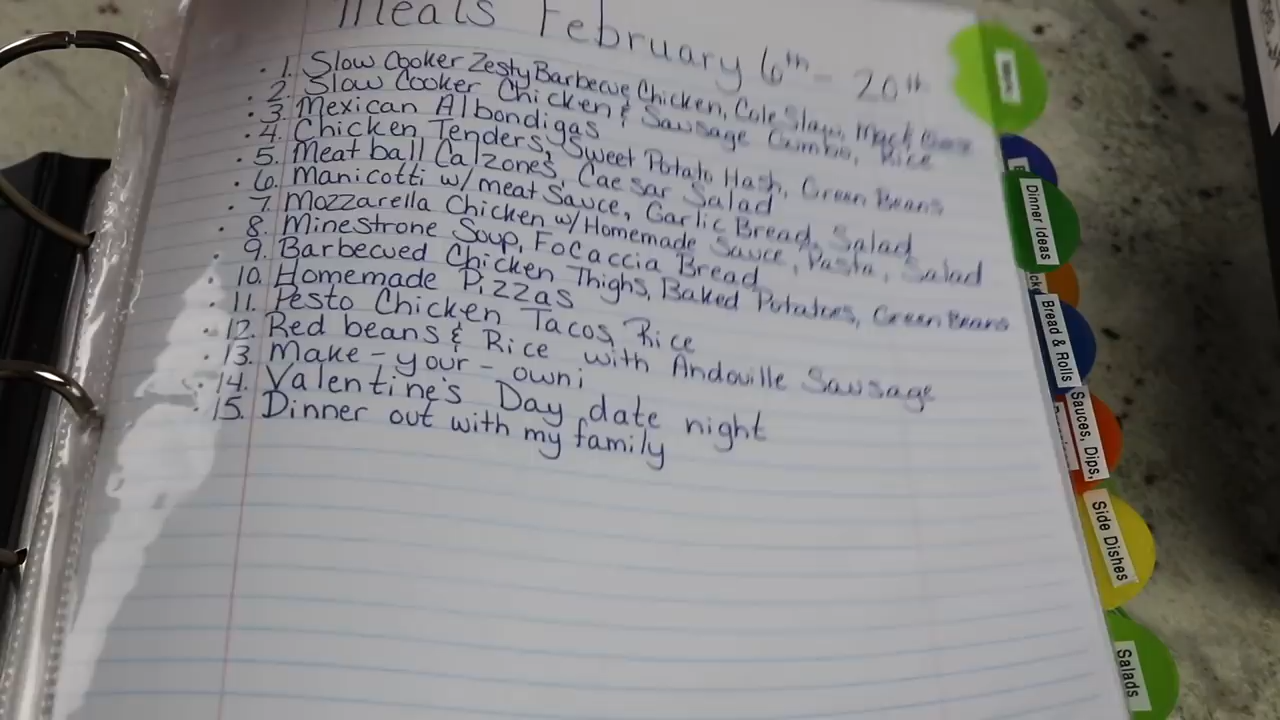 Meals February 6th - 20th
. 1. Slow Cooker Zesty Barbecue Chicken, Cole Slaw,
. 2. Slow Cooker Chicken & Sausage Gumbo, Rice
. 3. Mexican Albondigas
. 4. Chicken Tenders, Sweet Potato Hash, Green Beans
. 5. Meatball Calzones, Caesar Salad
. 6. Manicotti w/meat Sauce, Garlic Bread, Salad
. 7. Mozzarella Chicken w/Homemade Sauce, Pasta, Salad
. 8. Minestrone Soup, Focaccia Bread
. 9. Barbecued Chicken Thighs, Baked Potatoes, Green Beans
. 10. Homemade Pizzas
. 11. Pesto Chicken Tacos, Rice
. 12. Red beans & Rice with Andouille Sausage
. 13. Make-your-own;
. 14. Valentine's Day date night
. 15. Dinner out with my family
Dinner Ideas
Bread & Rolls
Sauces, Dips,
Side Dishes
Salads